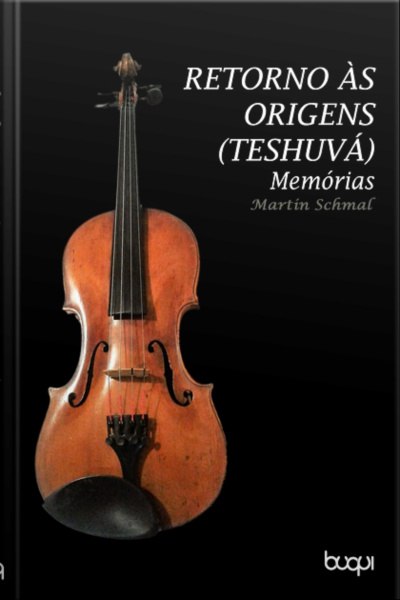 RETORNO ÀS
ORIGENS
(TESHUVÁ)
Memórias
Martin Schmal
buqui